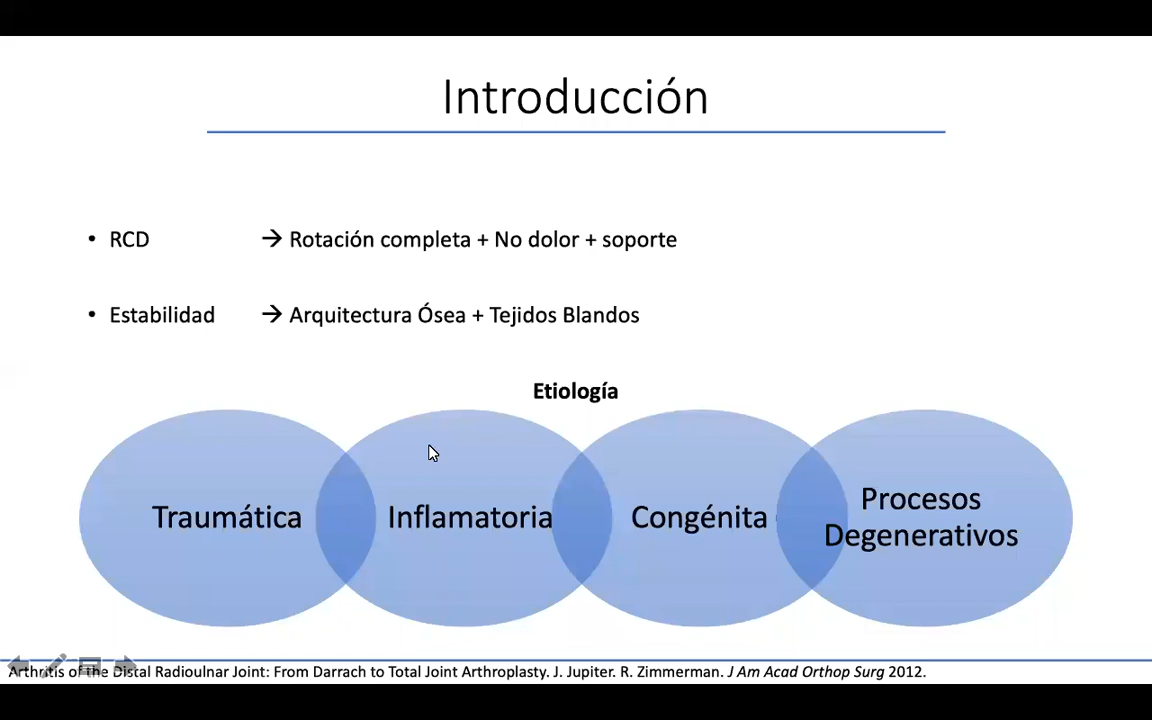 Introducción
• RCD → Rotación completa + No dolor + soporte
• Estabilidad → Arquitectura Ósea + Tejidos Blandos
Etiología
Traumática
Inflamatoria
Congénita
Procesos
Degenerativos
Arthritis of the Distal Radioulnar Joint: From Darrach to Total Joint Arthroplasty. J. Jupiter. R. Zimmerman. J Am Acad Orthop Surg 2012.